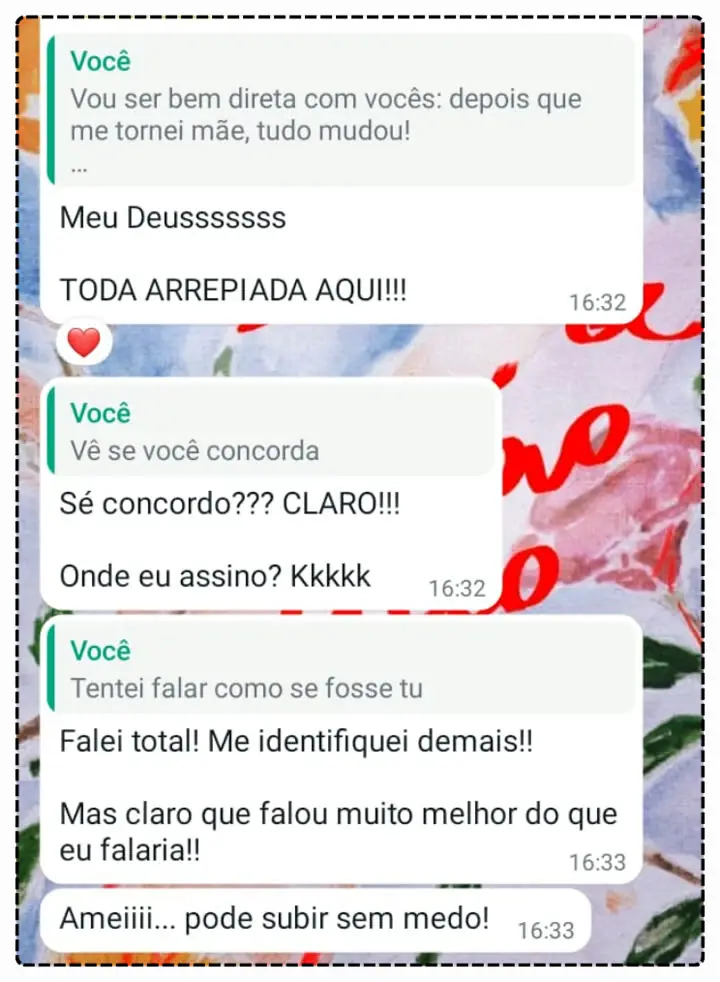 Você
Vou ser bem direta com vocês: depois que
me tornei mãe, tudo mudou!
...
Meu Deusssssss
TODA ARREPIADA AQUI!!!
16:32
Você
Vê se você concorda
Sé concordo??? CLARO!!!
Onde eu assino? Kkkkk
16:32
Você
Tentei falar como se fosse tu
Falei total! Me identifiquei demais!!
Mas claro que falou muito melhor do que
eu falaria!!
16:33
Ameiiii... pode subir sem medo!
16:33